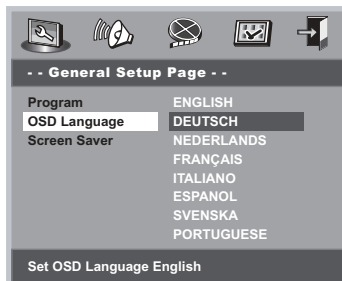 - - General Setup Page - -
Program ENGLISH
OSD Language DEUTSCH
Screen Saver NEDERLANDS
FRANÇAIS
ITALIANO
ESPANOL
SVENSKA
PORTUGUESE
Set OSD Language English